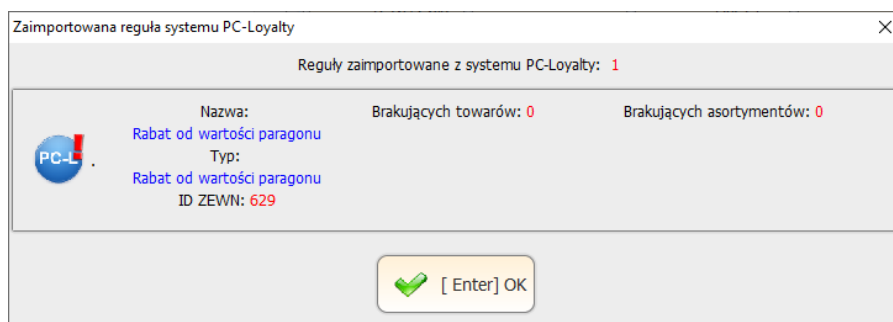 Zaimportowana reguła systemu PC-Loyalty
Reguły zaimportowane z systemu PC-Loyalty: 1
Nazwa:
Rabat od wartości paragonu
Typ:
Rabat od wartości paragonu
ID ZEWN: 629
Brakujących towarów: 0
Brakujących asortymentów: 0
PC-L! .
[ Enter] OK